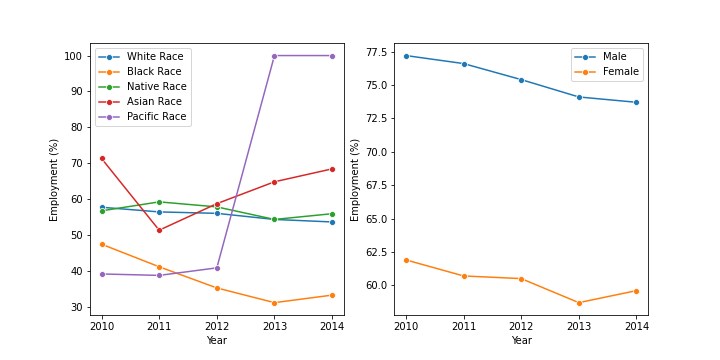 White Race
Black Race
Native Race
Asian Race
Pacific Race
100
90
80
70
60
50
40
30
Employment (%)
2010 2011 2012 2013 2014
Year
Male
Female
77.5
75.0
72.5
70.0
67.5
65.0
62.5
60.0
Employment (%)
2010 2011 2012 2013 2014
Year